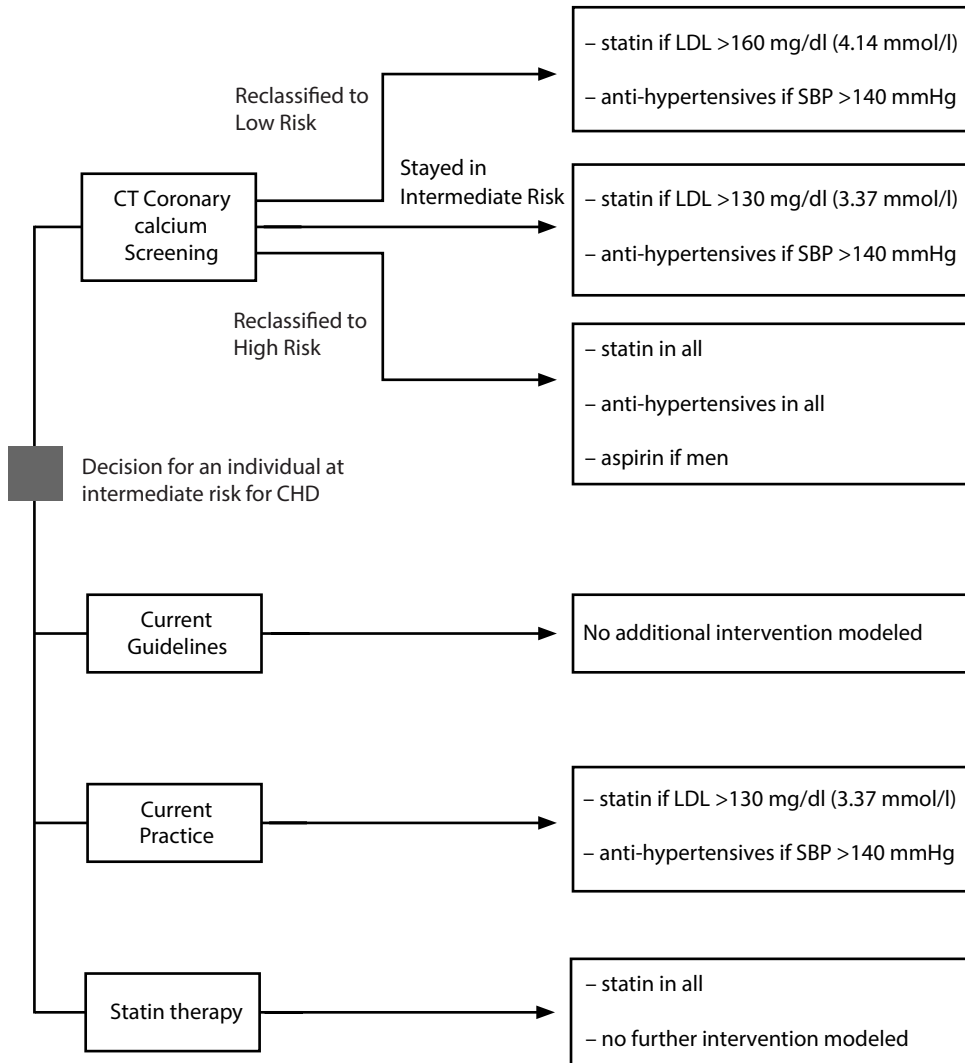 – statin if LDL >160 mg/dl (4.14 mmol/l)
– anti-hypertensives if SBP >140 mmHg
Reclassified to
Low Risk
Stayed in
Intermediate Risk
CT Coronary
calcium
Screening
– statin if LDL >130 mg/dl (3.37 mmol/l)
– anti-hypertensives if SBP >140 mmHg
Reclassified to
High Risk
– statin in all
– anti-hypertensives in all
– aspirin if men
Decision for an individual at
intermediate risk for CHD
Current
Guidelines
No additional intervention modeled
Current
Practice
– statin if LDL >130 mg/dl (3.37 mmol/l)
– anti-hypertensives if SBP >140 mmHg
Statin therapy
– statin in all
– no further intervention modeled